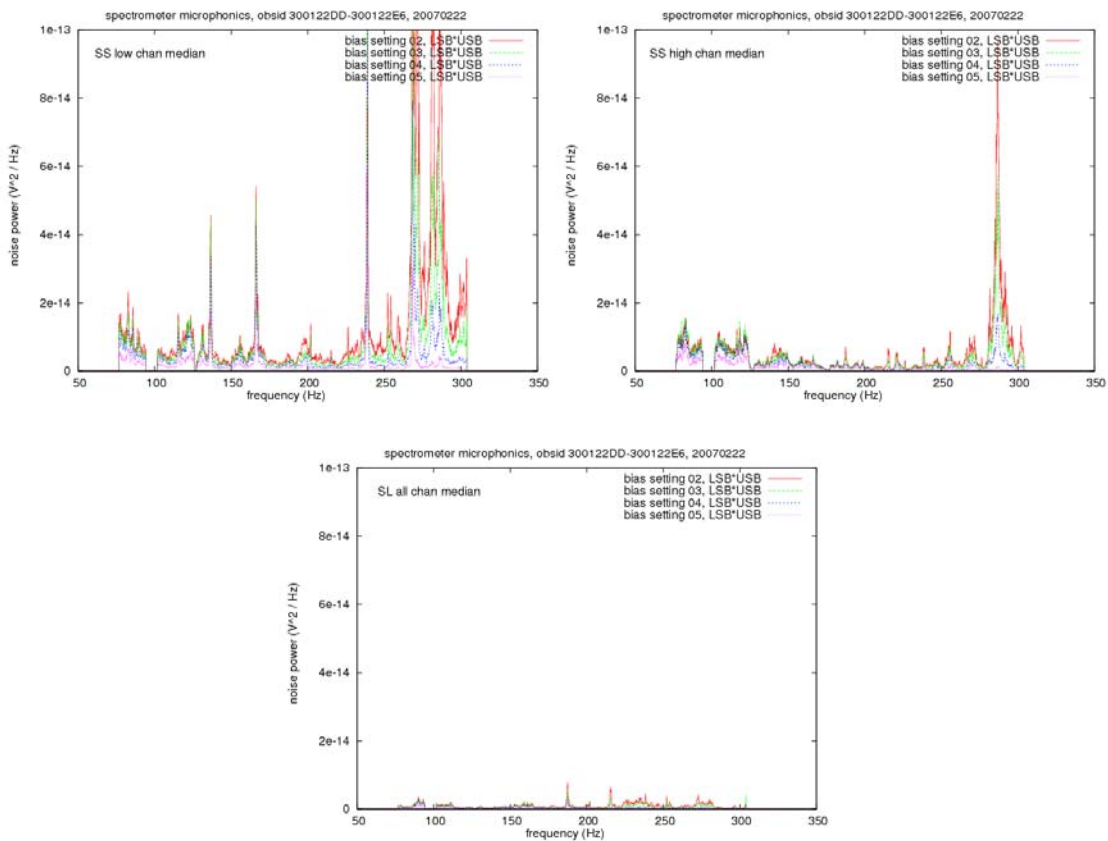 spectrometer microphonics, obsid 300122DD-300122E6, 20070222
1e-13
8e-14
6e-14
4e-14
2e-14
0
noise power (V^2 / Hz)
SS low chan median
bias setting 02, LSB*USB
bias setting 03, LSB*USB
bias setting 04, LSB*USB
bias setting 05, LSB*USB
50
100
150
200
250
300
350
frequency (Hz)
spectrometer microphonics, obsid 300122DD-300122E6, 20070222
1e-13
8e-14
6e-14
4e-14
2e-14
0
noise power (V^2 / Hz)
SS high chan median
bias setting 02, LSB*USB
bias setting 03, LSB*USB
bias setting 04, LSB*USB
bias setting 05, LSB*USB
50
100
150
200
250
300
350
frequency (Hz)
spectrometer microphonics, obsid 300122DD-300122E6, 20070222
1e-13
8e-14
6e-14
4e-14
2e-14
0
noise power (V^2 / Hz)
SL all chan median
bias setting 02, LSB*USB
bias setting 03, LSB*USB
bias setting 04, LSB*USB
bias setting 05, LSB*USB
50
100
150
200
250
300
350
frequency (Hz)